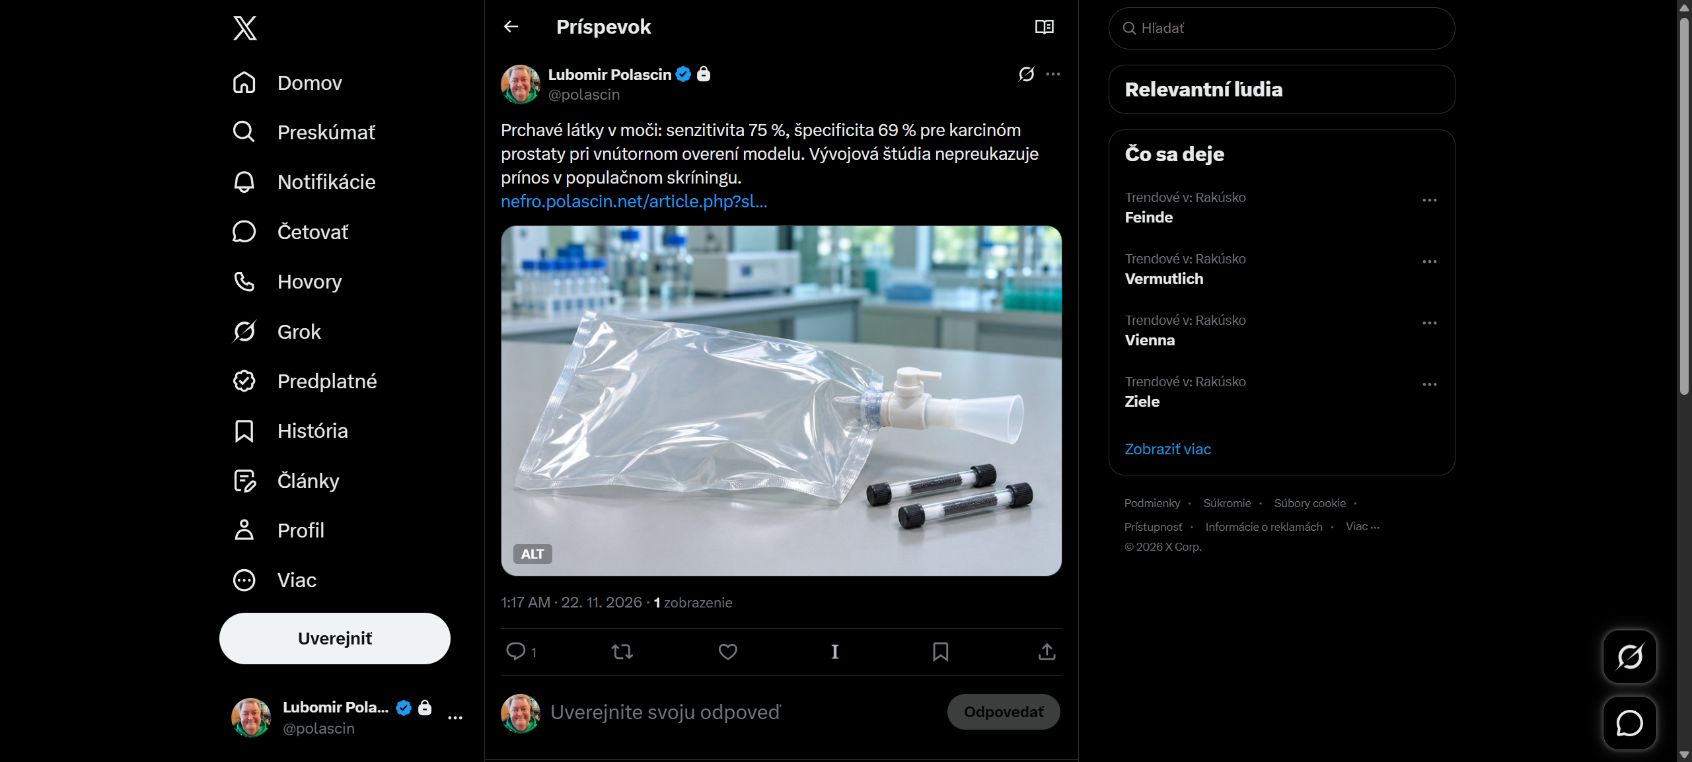 Domov
Preskúmať
Notifikácie
Četovať
Hovory
Grok
Predplatné
História
Články
Profil
Viac
Uverejniť
Lubomir Pola...
@polascin
Príspevok
Lubomir Polascin
@polascin
Prchavé látky v moči: senzitivita 75 %, špecificita 69 % pre karcinóm
prostaty pri vnútornom overení modelu. Vývojová štúdia nepreukazuje
prínos v populačnom skríningu.
nefro.polascin.net/article.php?sl...
ALT
1:17 AM · 22. 11. 2026 · 1 zobrazenie
1
Uverejnite svoju odpoveď
Odpovedať
Hľadať
Relevantní ľudia
Čo sa deje
Trendové v: Rakúsko
Feinde
Trendové v: Rakúsko
Vermutlich
Trendové v: Rakúsko
Vienna
Trendové v: Rakúsko
Ziele
Zobraziť viac
Podmienky · Súkromie · Súbory cookie ·
Prístupnosť · Informácie o reklamách · Viac ...
© 2026 X Corp.